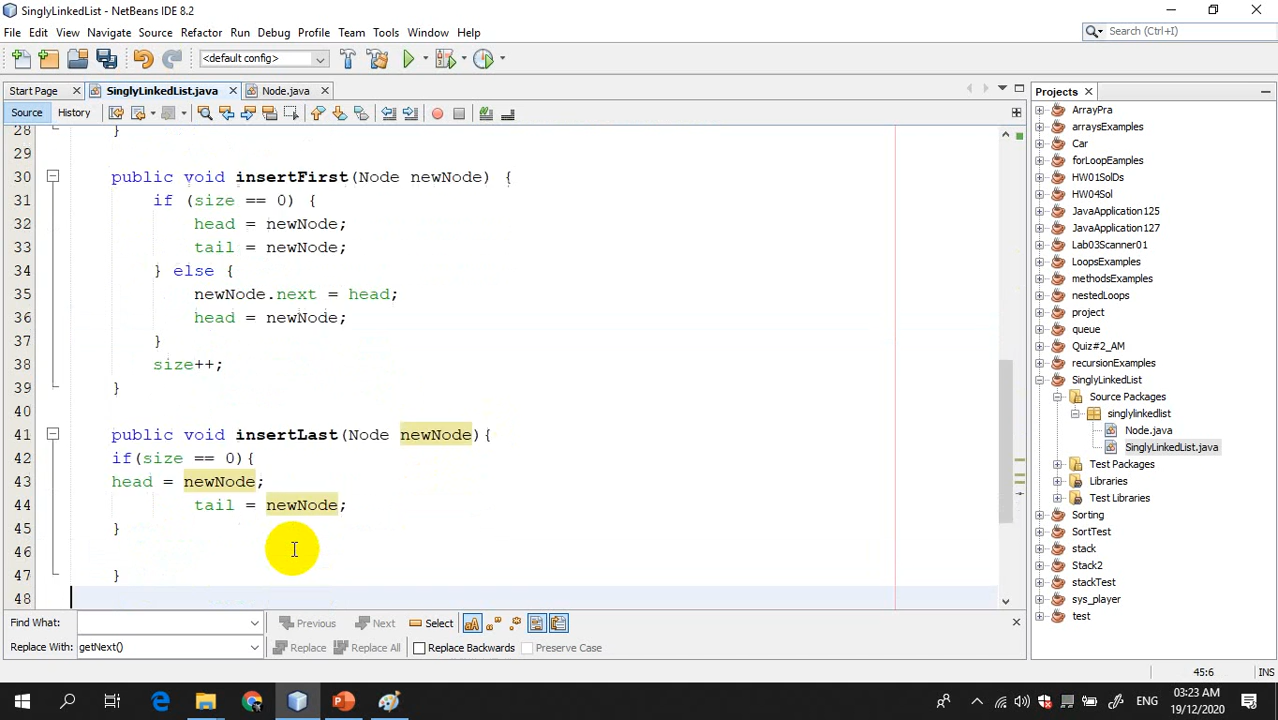 SinglyLinkedList - NetBeans IDE 8.2
File Edit View Navigate Source Refactor Run Debug Profile Team Tools Window Help
Search (Ctrl+I)
<default config>
Start Page
SinglyLinkedList.java
Node.java
Projects
Source History
28 }
29
30 public void insertFirst(Node newNode) {
31 if (size == 0) {
32 head = newNode;
33 tail = newNode;
34 } else {
35 newNode.next = head;
36 head = newNode;
37 }
38 size++;
39 }
40
41 public void insertLast(Node newNode){
42 if(size == 0){
43 head = newNode;
44 tail = newNode;
45 }
46
47 }
48
ArrayPra
arraysExamples
Car
forLoopEamples
HW01SolDs
HW04Sol
JavaApplication125
JavaApplication127
Lab03Scanner01
LoopsExamples
methodsExamples
nestedLoops
project
queue
Quiz#2_AM
recursionExamples
SinglyLinkedList
Source Packages
singlylinkedlist
Node.java
SinglyLinkedList.java
Test Packages
Libraries
Test Libraries
Sorting
SortTest
stack
Stack2
stackTest
sys_player
test
Find What: Previous Next Select
Replace With: getNext() Replace Replace All Replace Backwards Preserve Case
45:6 INS
ENG
03:23 AM
19/12/2020